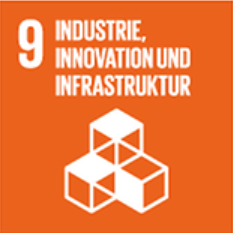 9 INDUSTRIE,
INNOVATION UND
INFRASTRUKTUR